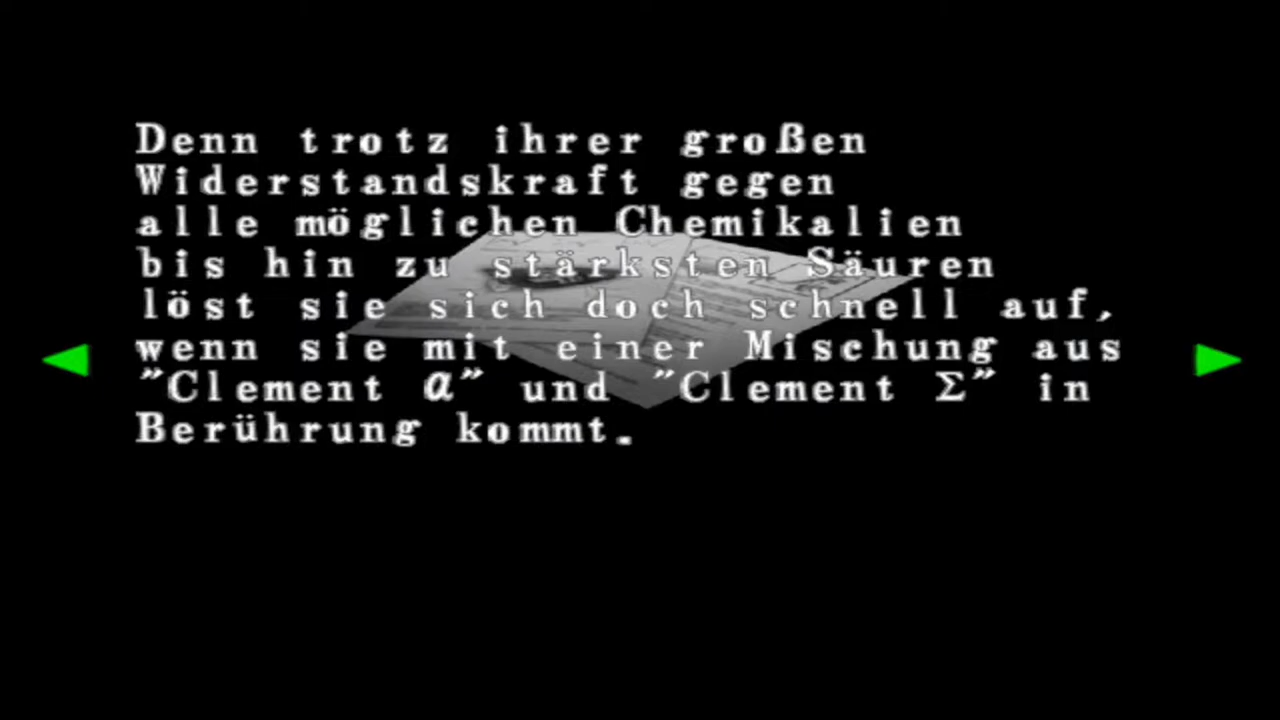 Denn trotz ihrer großen
Widerstandskraft gegen
alle möglichen Chemikalien
bis hin zu stärksten Säuren
löst sie sich doch schnell auf,
wenn sie mit einer Mischung aus
"Clement α" und "Clement Σ" in
Berührung kommt.